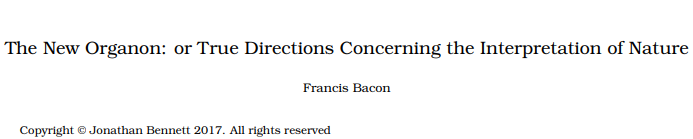 The New Organon: or True Directions Concerning the Interpretation of Nature
Francis Bacon
Copyright © Jonathan Bennett 2017. All rights reserved